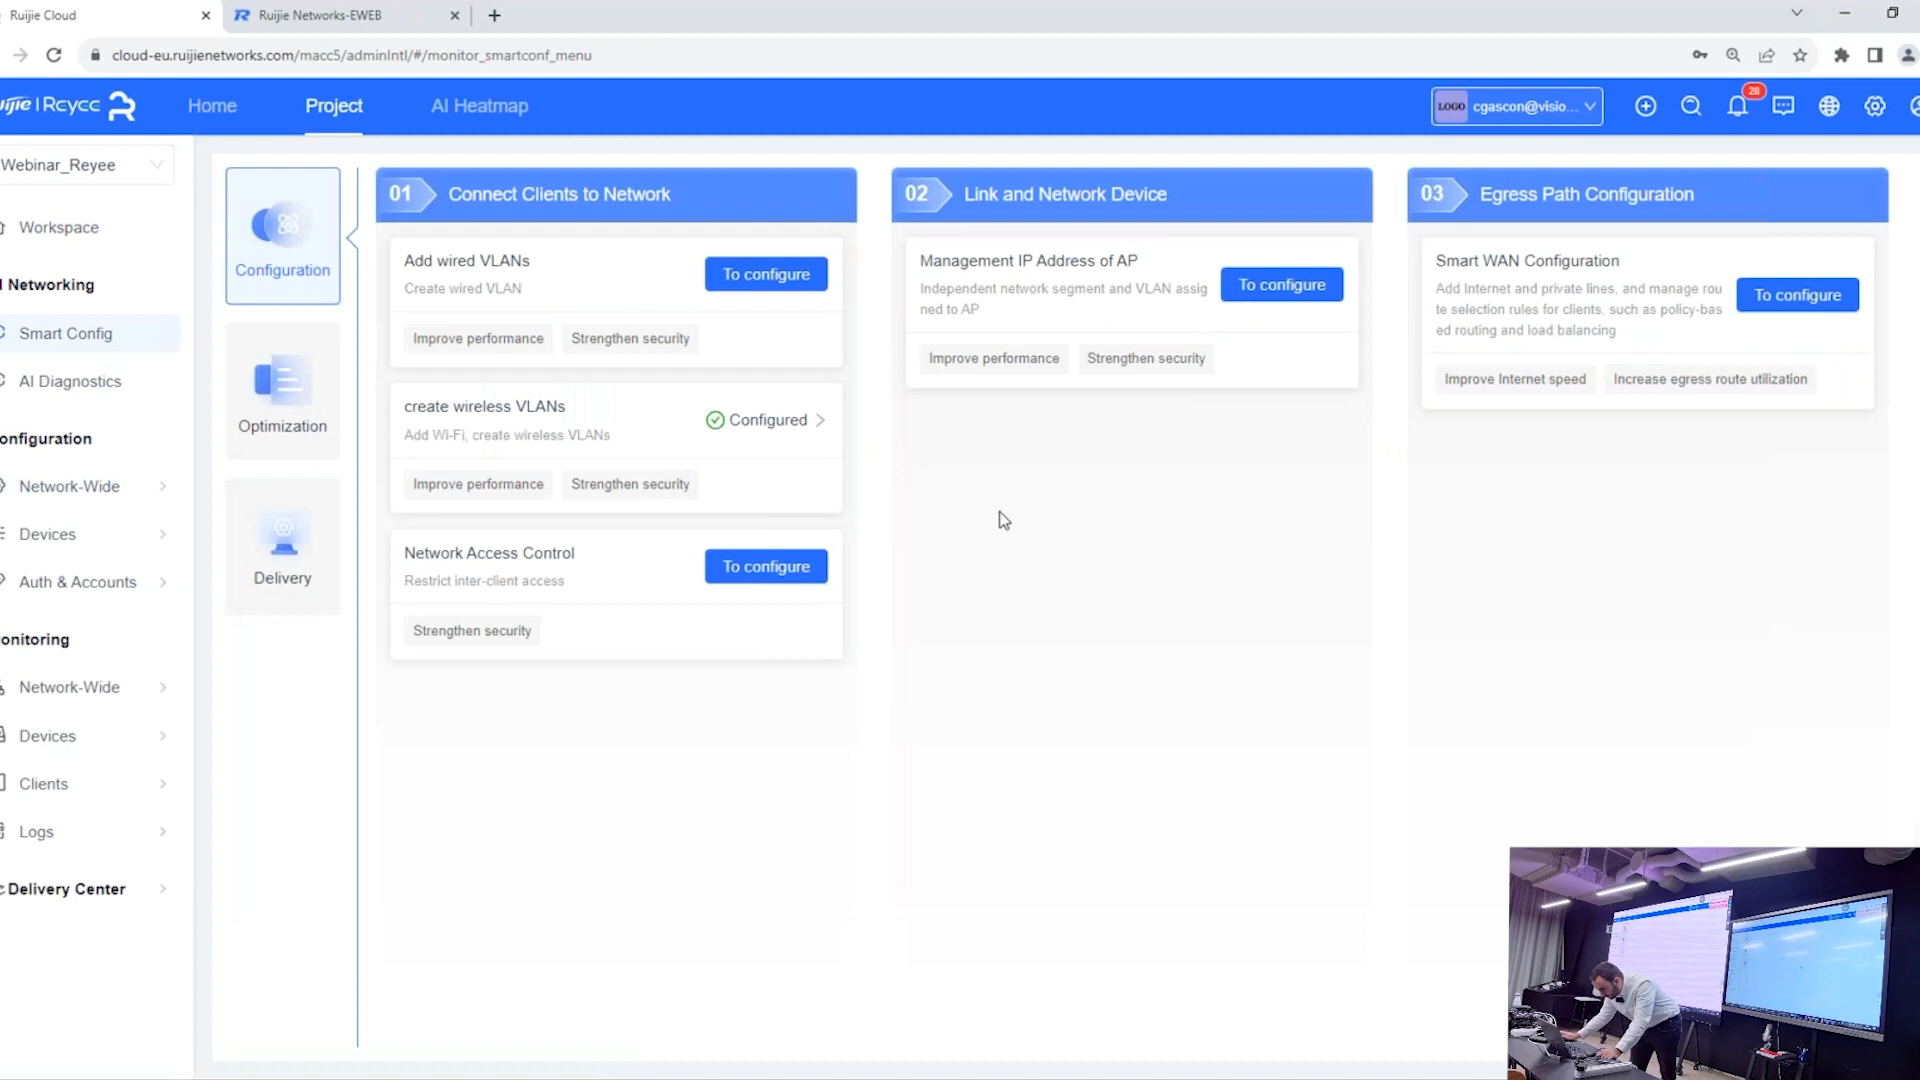 Ruijie Cloud
Ruijie Networks-EWEB
cloud-eu.ruijienetworks.com/macc5/adminIntl/#/monitor_smartconf_menu
uijie | Reyee
Home
Project
AI Heatmap
LOGO
cgascon@visio...
28
Webinar_Reyee
Workspace
Networking
Smart Config
AI Diagnostics
onfiguration
Network-Wide
Devices
Auth & Accounts
onitoring
Network-Wide
Devices
Clients
Logs
Delivery Center
Configuration
Optimization
Delivery
01 Connect Clients to Network
Add wired VLANs
Create wired VLAN
To configure
Improve performance
Strengthen security
create wireless VLANs
Add Wi-Fi, create wireless VLANs
Configured
Improve performance
Strengthen security
Network Access Control
Restrict inter-client access
To configure
Strengthen security
02 Link and Network Device
Management IP Address of AP
Independent network segment and VLAN assig
ned to AP
To configure
Improve performance
Strengthen security
03 Egress Path Configuration
Smart WAN Configuration
Add Internet and private lines, and manage rou
te selection rules for clients, such as policy-bas
ed routing and load balancing
To configure
Improve Internet speed
Increase egress route utilization